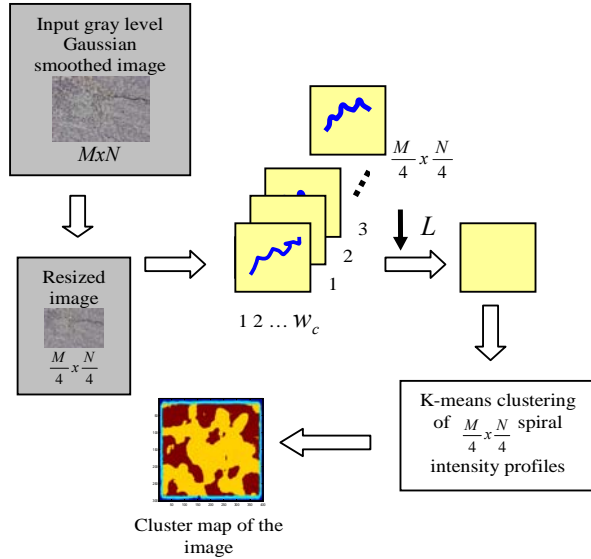 Input gray level
Gaussian
smoothed image
MxN
Resized
image
M/4 x N/4
M/4 x N/4
3
2
1
1 2 … w_c
L
K-means clustering
of M/4 x N/4 spiral
intensity profiles
Cluster map of the
image